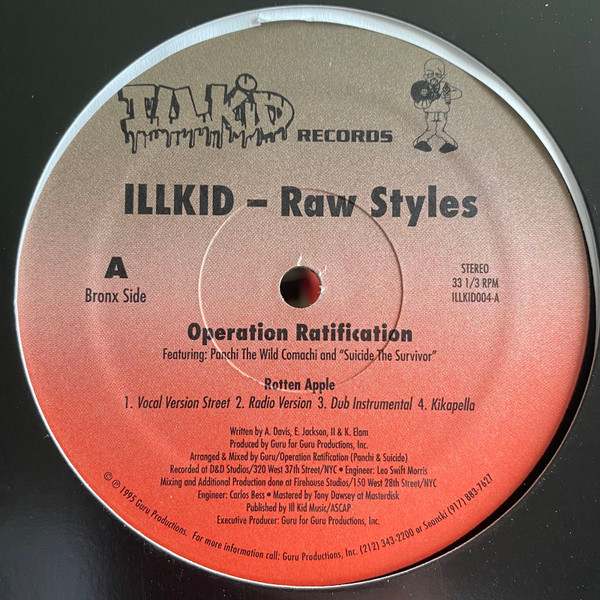 ILLKID RECORDS
ILLKID – Raw Styles
A
Bronx Side
STEREO
33 1/3 RPM
ILLKID004-A
Operation Ratification
Featuring: Panchi The Wild Comachi and "Suicide The Survivor"
Rotten Apple
1. Vocal Version Street 2. Radio Version 3. Dub Instrumental 4. Kikapella
Written by A. Davis, E. Jackson, II & K. Elam
Produced by Guru for Guru Productions, Inc.
Arranged & Mixed by Guru/Operation Ratification (Panchi & Suicide)
Recorded at D&D Studios/320 West 37th Street/NYC • Engineer: Leo Swift Morris
Mixing and Additional Production done at Firehouse Studios/150 West 28th Street/NYC
Engineer: Carlos Bess • Mastered by Tony Dawsey at Masterdisk
Published by Ill Kid Music/ASCAP
Executive Producer: Guru for Guru Productions, Inc.
© ℗ 1995 Guru Productions. For more information call: Guru Productions, Inc. (212) 343-2200 or Snanski (917) 883-7627